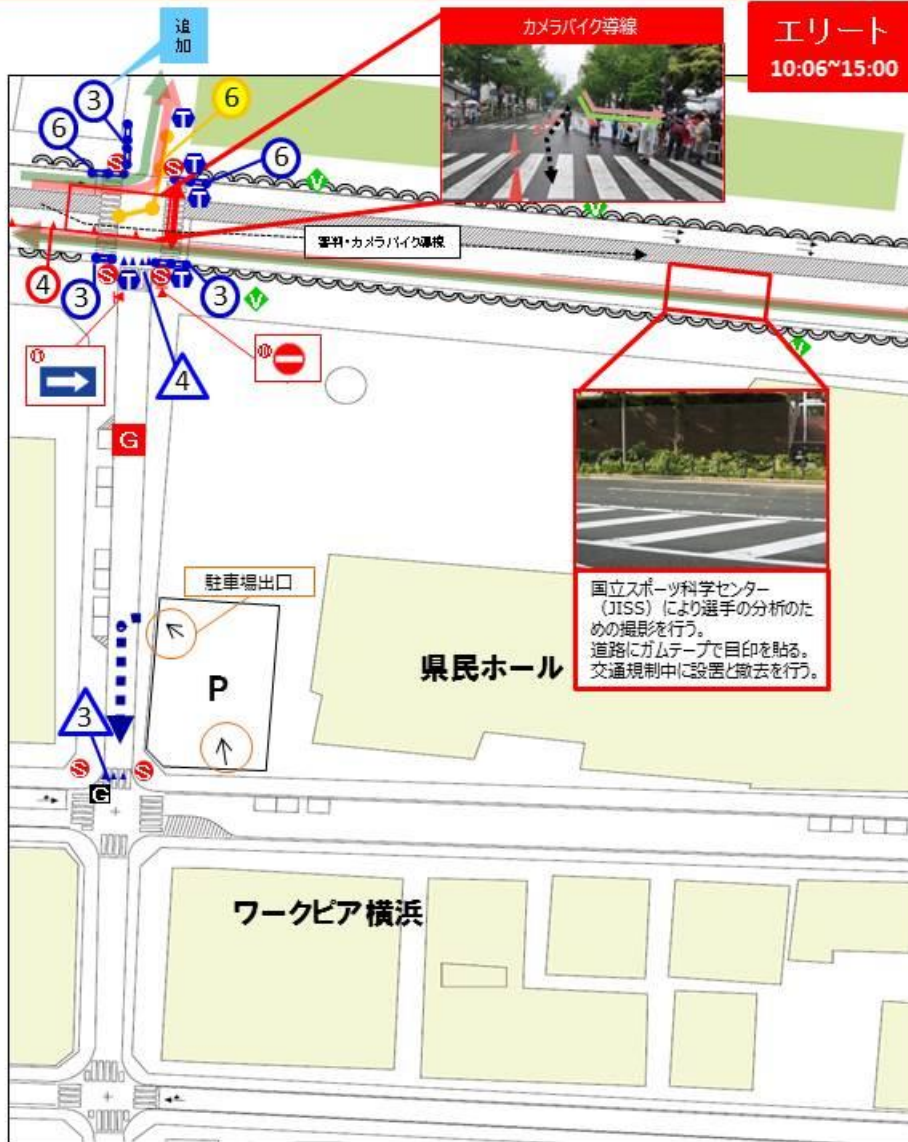 追
加
カメラバイク導線
エリート
10:06~15:00
3
6
6
6
T
S
S
T
T
V
V
審判・カメラバイク導線
4
3
S
T
S
T
3
V
V
4
⑪
⑩
G
駐車場出口
P
県民ホール
国立スポーツ科学センター
(JISS)により選手の分析のた
めの撮影を行う。
道路にガムテープで目印を貼る。
交通規制中に設置と撤去を行う。
3
S
S
G
ワークピア横浜